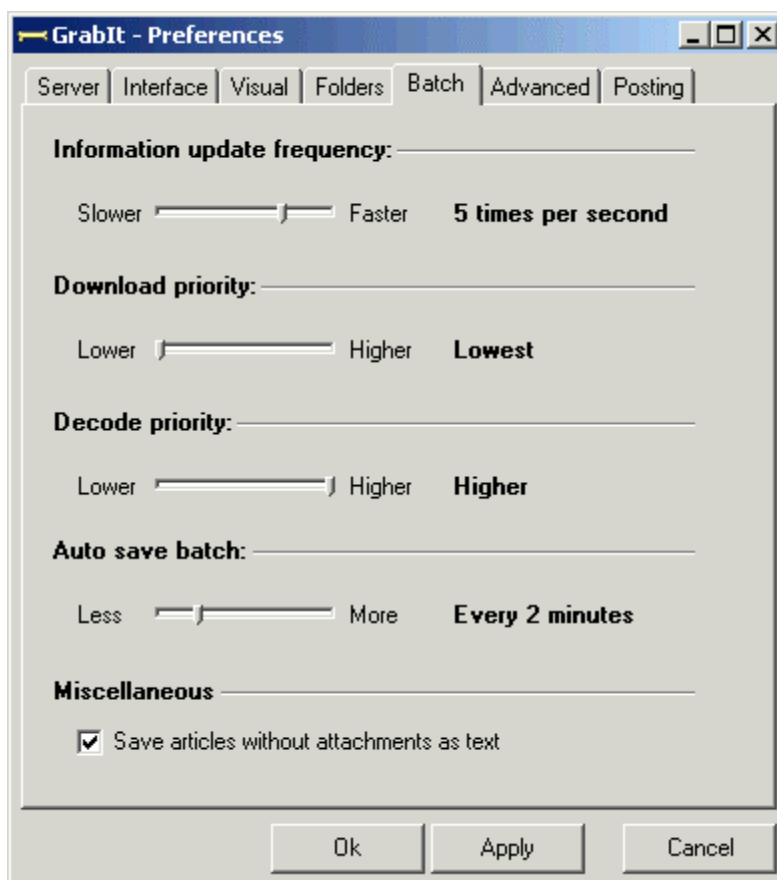 GrabIt - Preferences
Server Interface Visual Folders Batch Advanced Posting
Information update frequency:
Slower Faster 5 times per second
Download priority:
Lower Higher Lowest
Decode priority:
Lower Higher Higher
Auto save batch:
Less More Every 2 minutes
Miscellaneous
Save articles without attachments as text
Ok Apply Cancel